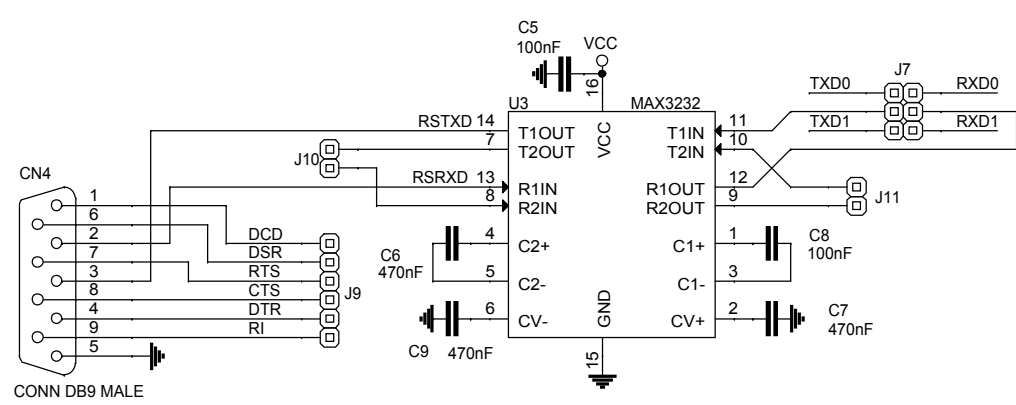 C5
100nF
VCC
16
U3
MAX3232
J7
TXD0
RXD0
TXD1
RXD1
RSTXD 14
7
J10
RSRXD 13
8
T1OUT
T2OUT
VCC
T1IN
T2IN
11
10
R1IN
R2IN
R1OUT
R2OUT
12
9
J11
CN4
1
6
2
7
3
8
4
9
5
DCD
DSR
RTS
CTS
DTR
RI
J9
C6
470nF
4
5
C2+
C2-
C1+
C1-
1
3
C8
100nF
6
CV-
GND
CV+
2
C7
470nF
C9
470nF
15
CONN DB9 MALE